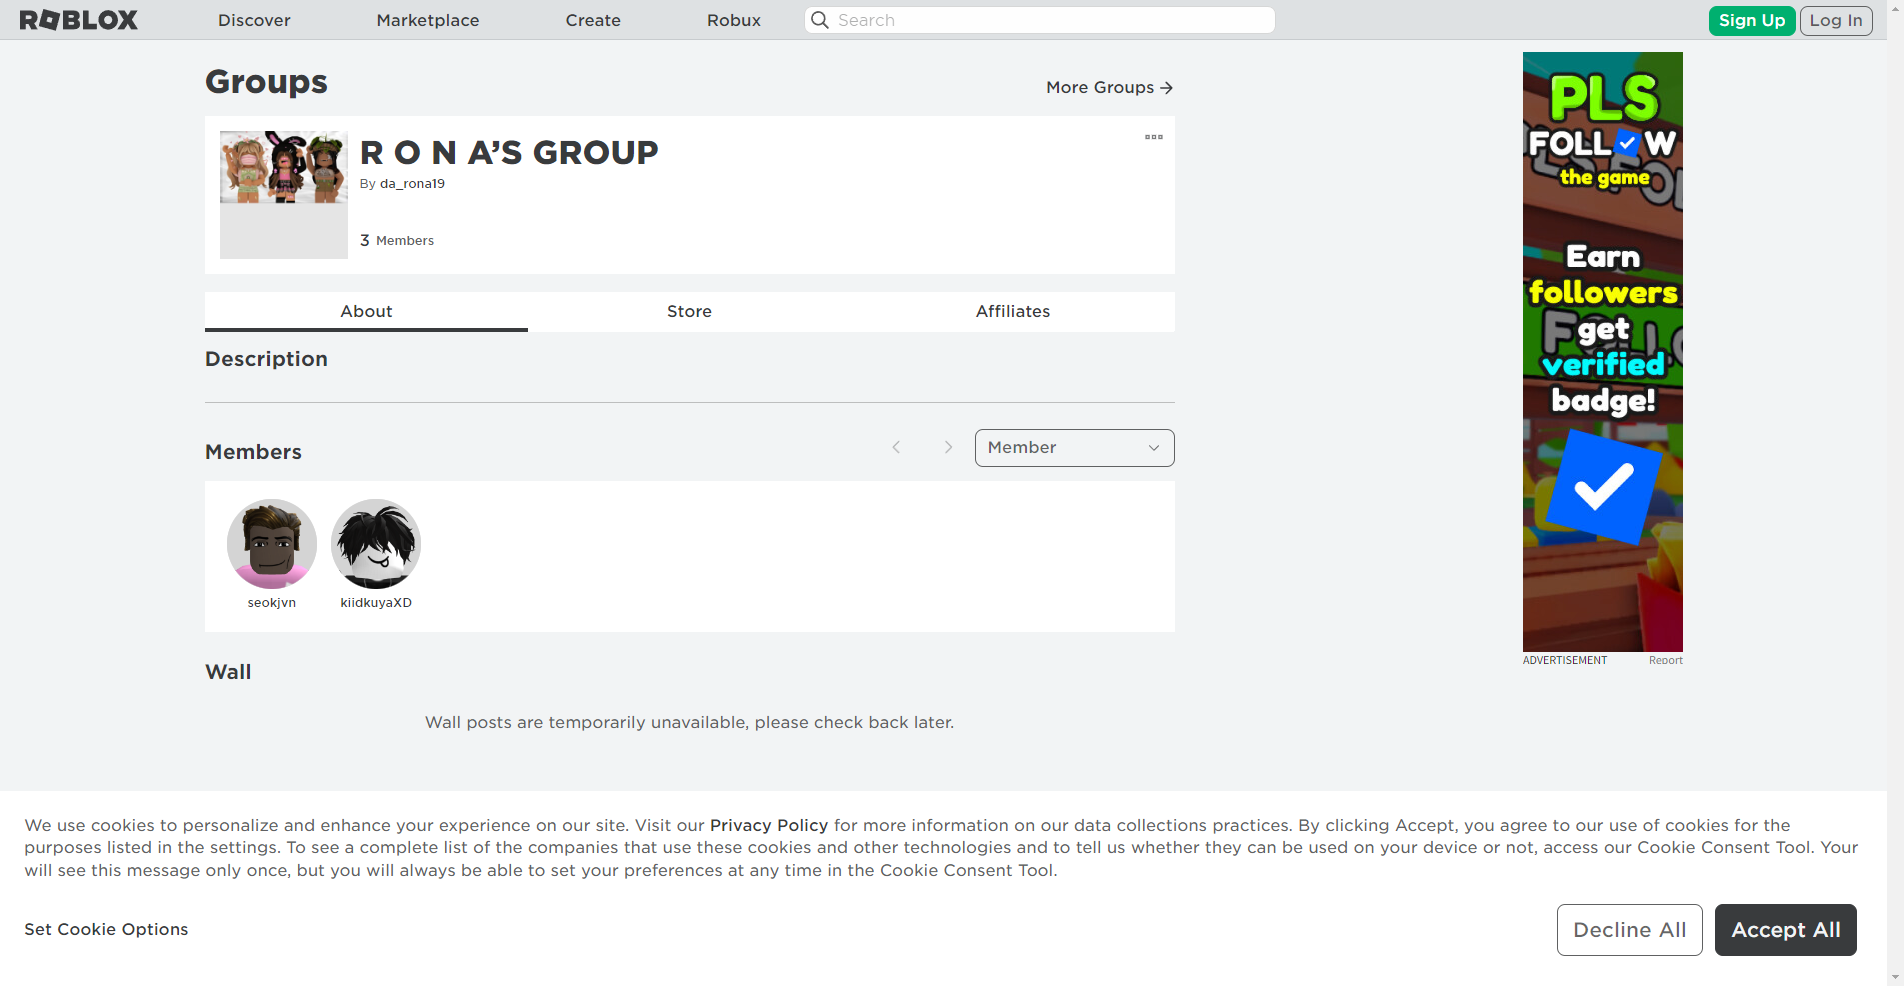 ROBLOX
Discover
Marketplace
Create
Robux
Search
Sign Up
Log In
Groups
More Groups →
R O N A’S GROUP
By da_rona19
3 Members
About
Store
Affiliates
Description
Members
Member
seokjvn
kiidkuyaXD
Wall
Wall posts are temporarily unavailable, please check back later.
PLS
FOLLOW
the game
Earn
followers
get
verified
badge!
ADVERTISEMENT
Report
We use cookies to personalize and enhance your experience on our site. Visit our Privacy Policy for more information on our data collections practices. By clicking Accept, you agree to our use of cookies for the
purposes listed in the settings. To see a complete list of the companies that use these cookies and other technologies and to tell us whether they can be used on your device or not, access our Cookie Consent Tool. Your
will see this message only once, but you will always be able to set your preferences at any time in the Cookie Consent Tool.
Set Cookie Options
Decline All
Accept All